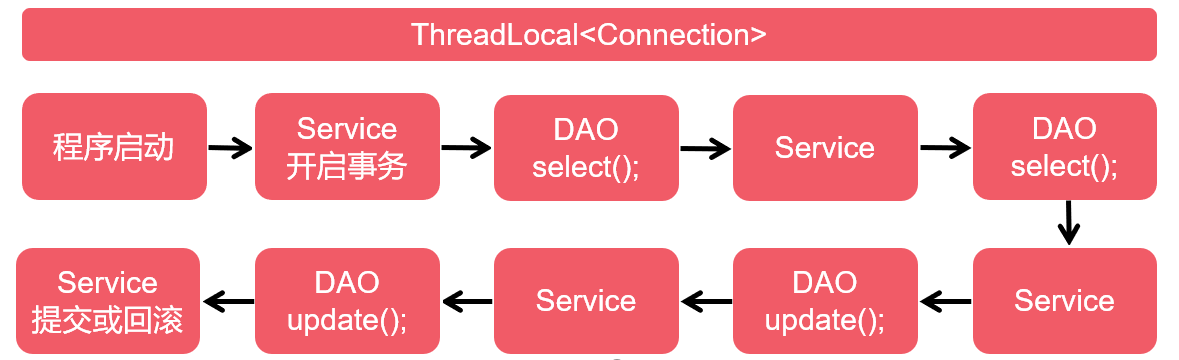 ThreadLocal<Connection>
程序启动
Service
开启事务
DAO
select();
Service
DAO
select();
Service
DAO
update();
Service
DAO
update();
Service
提交或回滚